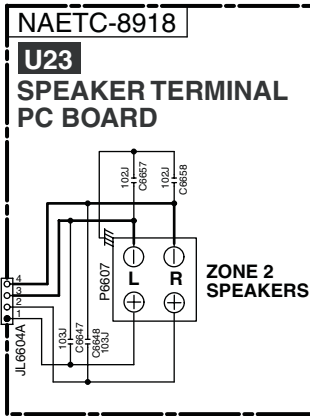 NAETC-8918
U23
SPEAKER TERMINAL
PC BOARD
102J
C6657
102J
C6658
P6607
L R
ZONE 2
SPEAKERS
4
3
2
1
JL6604A
103J
C6647
C6648
103J